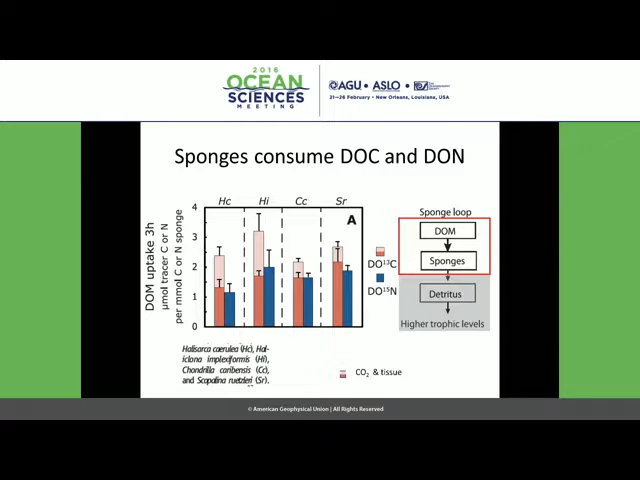 2016
OCEAN
SCIENCES
MEETING
AGU • ASLO •
21–26 February • New Orleans, Louisiana, USA
Sponges consume DOC and DON
Hc Hi Cc Sr
A
DOM uptake 3h
µmol tracer C or N
per mmol C or N sponge
4
3
2
1
0
DO¹³C
DO¹⁵N
Sponge loop
DOM
Sponges
Detritus
Higher trophic levels
Halisarca caerulea (Hc), Hal-
iclona implexiformis (Hi),
Chondrilla caribensis (Cc),
and Scopalina ruetzleri (Sr).
CO₂ & tissue
© American Geophysical Union | All Rights Reserved